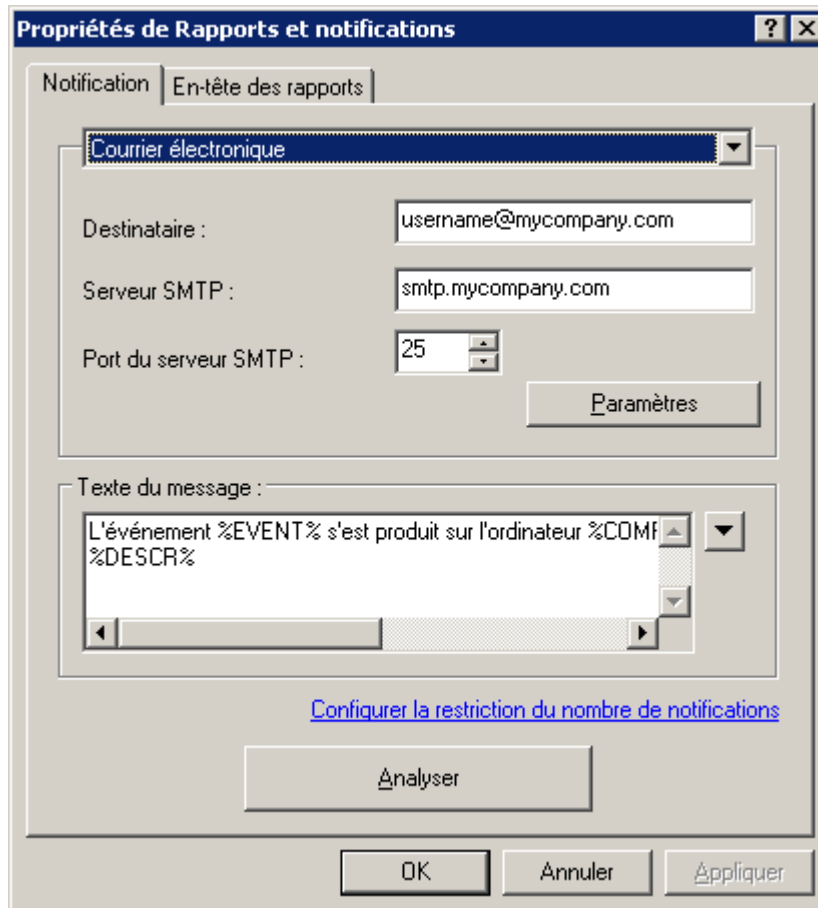 Propriétés de Rapports et notifications
Notification
En-tête des rapports
Courrier électronique
Destinataire :
username@mycompany.com
Serveur SMTP :
smtp.mycompany.com
Port du serveur SMTP :
25
Paramètres
Texte du message :
L'événement %EVENT% s'est produit sur l'ordinateur
%DESCR%
Configurer la restriction du nombre de notifications
Analyser
OK
Annuler
Appliquer